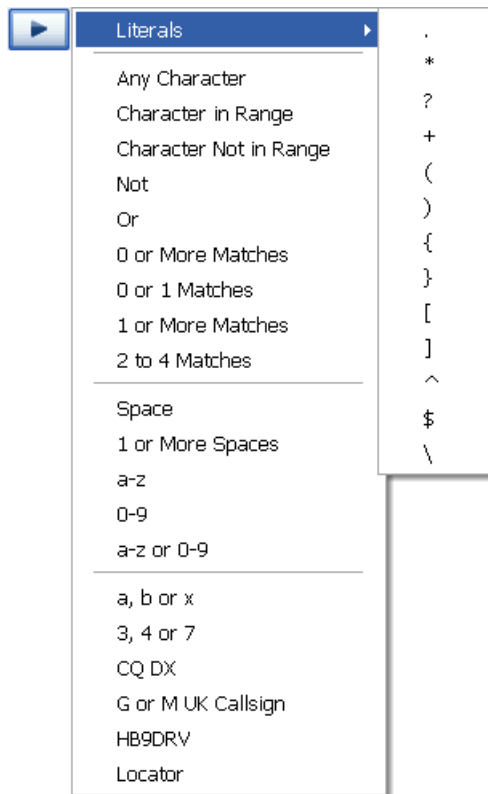 Literals
Any Character
Character in Range
Character Not in Range
Not
Or
0 or More Matches
0 or 1 Matches
1 or More Matches
2 to 4 Matches
Space
1 or More Spaces
a-z
0-9
a-z or 0-9
a, b or x
3, 4 or 7
CQ DX
G or M UK Callsign
HB9DRV
Locator
.
*
?
+
(
)
{
}
[
]
^
$
\